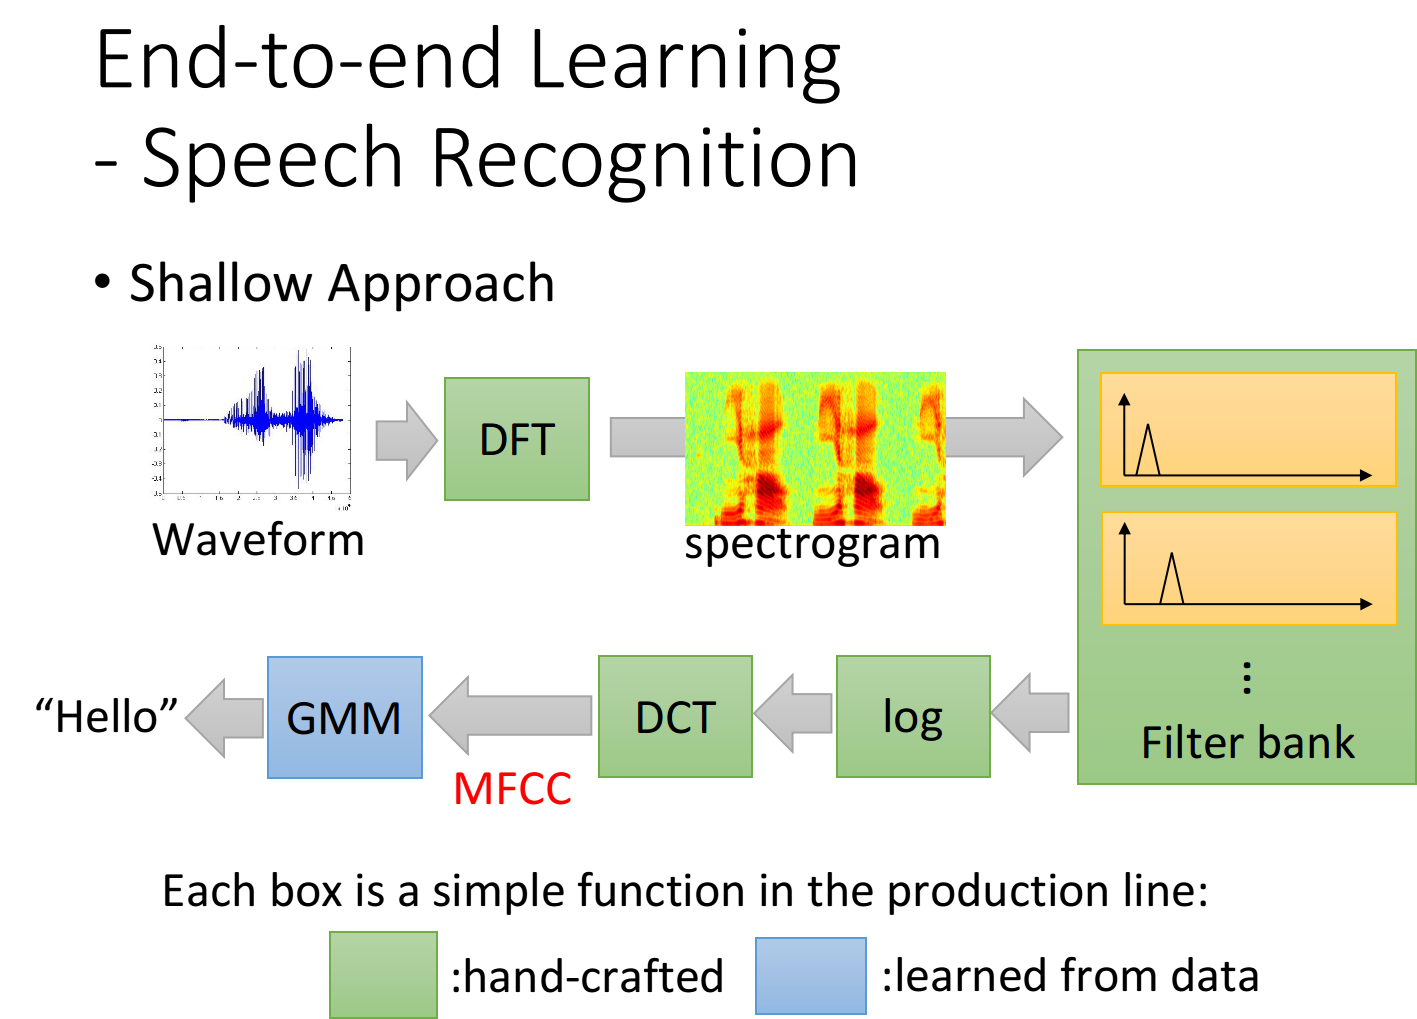 End-to-end Learning
- Speech Recognition
• Shallow Approach
DFT
Waveform
spectrogram
⋮
Filter bank
log
DCT
MFCC
GMM
“Hello”
Each box is a simple function in the production line:
:hand-crafted
:learned from data